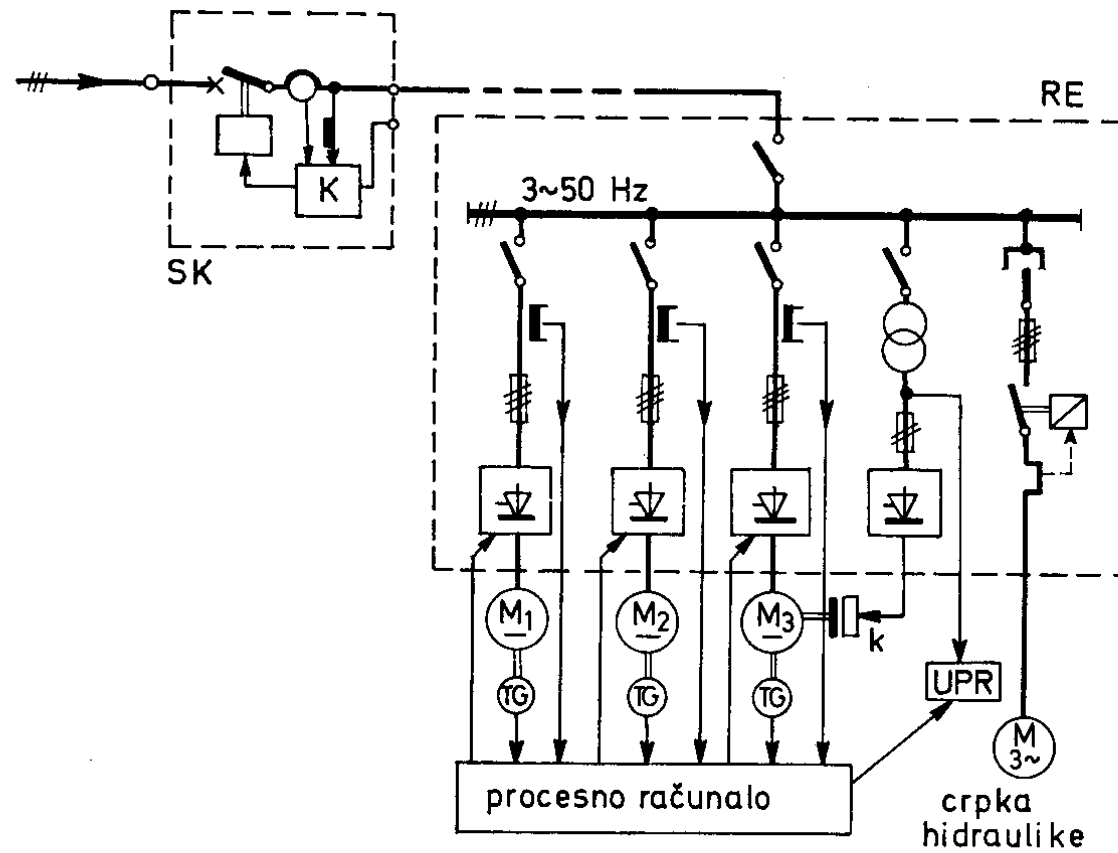 RE
K
3~50 Hz
SK
M1
M2
M3
k
TG
TG
TG
UPR
M
3~
procesno računalo
crpka
hidraulike